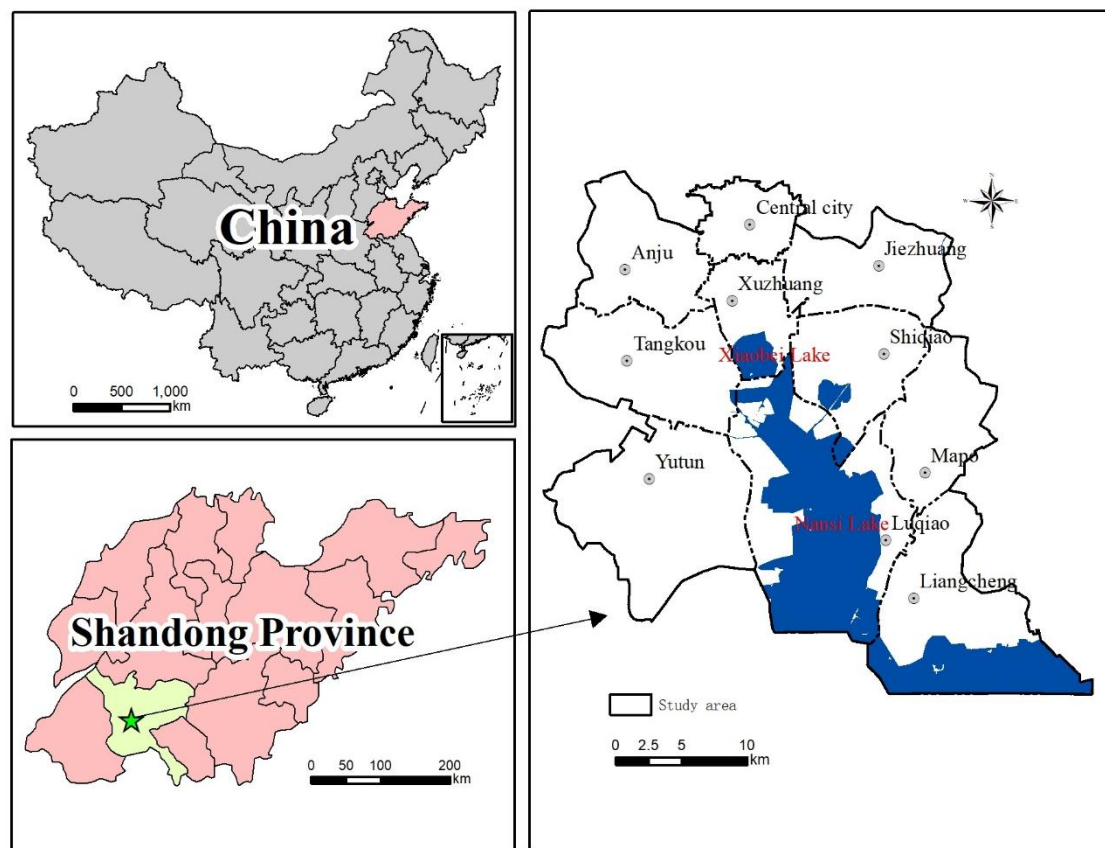 China
0 500 1,000
km
Shandong Province
0 50 100 200
km
Central city
Anju
Jiezhuang
Xuzhuang
Tangkou
Xiaobei Lake
Shiqiao
Yutun
Mapo
Nansi Lake
Luqiao
Liangcheng
Study area
0 2.5 5 10
km